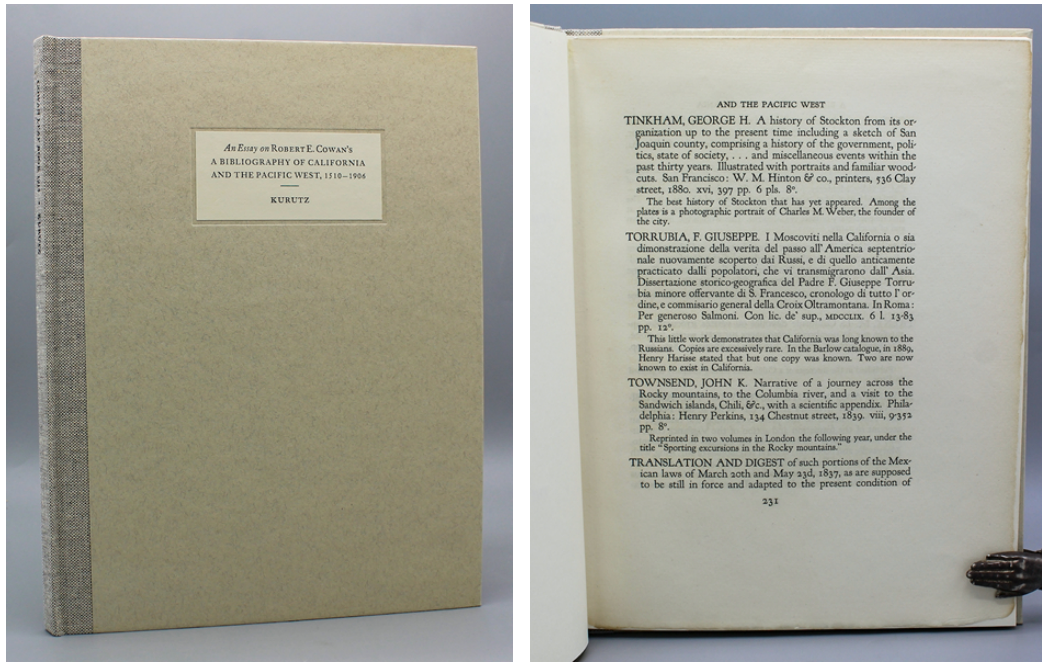 An Essay on ROBERT E. COWAN'S
A BIBLIOGRAPHY OF CALIFORNIA
AND THE PACIFIC WEST, 1510–1906
KURUTZ
AND THE PACIFIC WEST
TINKHAM, GEORGE H. A history of Stockton from its or-
ganization up to the present time including a sketch of San
Joaquin county, comprising a history of the government, poli-
tics, state of society, . . . and miscellaneous events within the
past thirty years. Illustrated with portraits and familiar wood-
cuts. San Francisco: W. M. Hinton & co., printers, 536 Clay
street, 1880. xvi, 397 pp. 6 pls. 8°.
The best history of Stockton that has yet appeared. Among the
plates is a photographic portrait of Charles M. Weber, the founder of
the city.
TORRUBIA, F. GIUSEPPE. I Moscoviti nella California o sia
dimostrazione della verita del passo all' America septentrio-
nale nuovamente scoperto dai Russi, e di quello anticamente
practicato dalli popolatori, che vi transmigrarono dall' Asia.
Dissertazione storico-geografica del Padre F. Giuseppe Torru-
bia minore offervante di S. Francesco, cronologo di tutto l' or-
dine, e commisario general della Croix Oltramontana. In Roma:
Per generoso Salmoni. Con lic. de' sup., MDCCLIX. 6 l. 13-83
pp. 12°.
This little work demonstrates that California was long known to the
Russians. Copies are excessively rare. In the Barlow catalogue, in 1889,
Henry Harisse stated that but one copy was known. Two are now
known to exist in California.
TOWNSEND, JOHN K. Narrative of a journey across the
Rocky mountains, to the Columbia river, and a visit to the
Sandwich islands, Chili, &c., with a scientific appendix. Phila-
delphia: Henry Perkins, 134 Chestnut street, 1839. viii, 9-352
pp. 8°.
Reprinted in two volumes in London the following year, under the
title "Sporting excursions in the Rocky mountains."
TRANSLATION AND DIGEST of such portions of the Mex-
ican laws of March 20th and May 23d, 1837, as are supposed
to be still in force and adapted to the present condition of
231